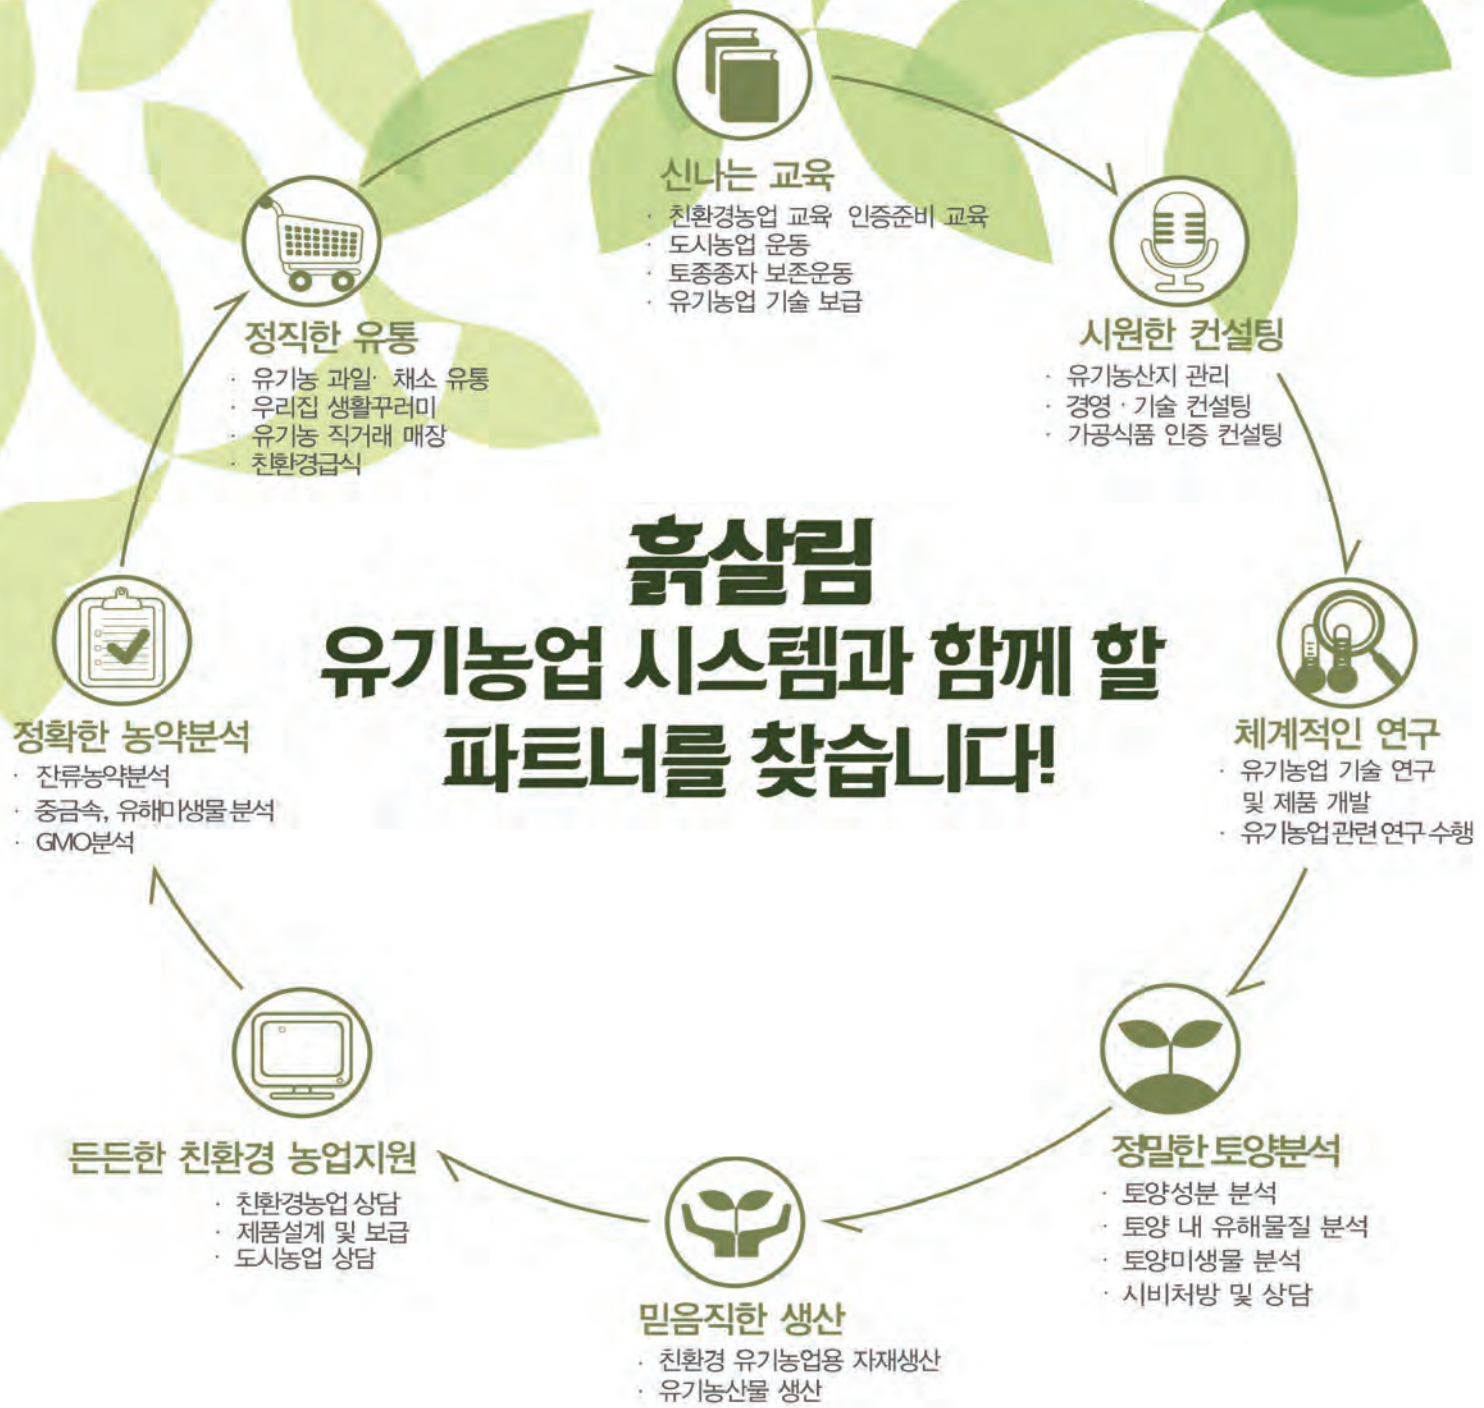 신나는 교육
· 친환경농업 교육 인증준비 교육
· 도시농업 운동
· 토종종자 보존운동
· 유기농업 기술 보급
시원한 컨설팅
· 유기농산지 관리
· 경영 · 기술 컨설팅
· 가공식품 인증 컨설팅
체계적인 연구
· 유기농업 기술 연구
및 제품 개발
· 유기농업 관련 연구 수행
정밀한 토양분석
· 토양성분 분석
· 토양 내 유해물질 분석
· 토양미생물 분석
· 시비처방 및 상담
믿음직한 생산
· 친환경 유기농업용 자재생산
· 유기농산물 생산
든든한 친환경 농업지원
· 친환경농업 상담
· 제품설계 및 보급
· 도시농업 상담
정확한 농약분석
· 잔류농약분석
· 중금속, 유해미생물 분석
· GMO분석
정직한 유통
· 유기농 과일· 채소 유통
· 우리집 생활꾸러미
· 유기농 직거래 매장
· 친환경급식
흙살림
유기농업 시스템과 함께 할
파트너를 찾습니다!